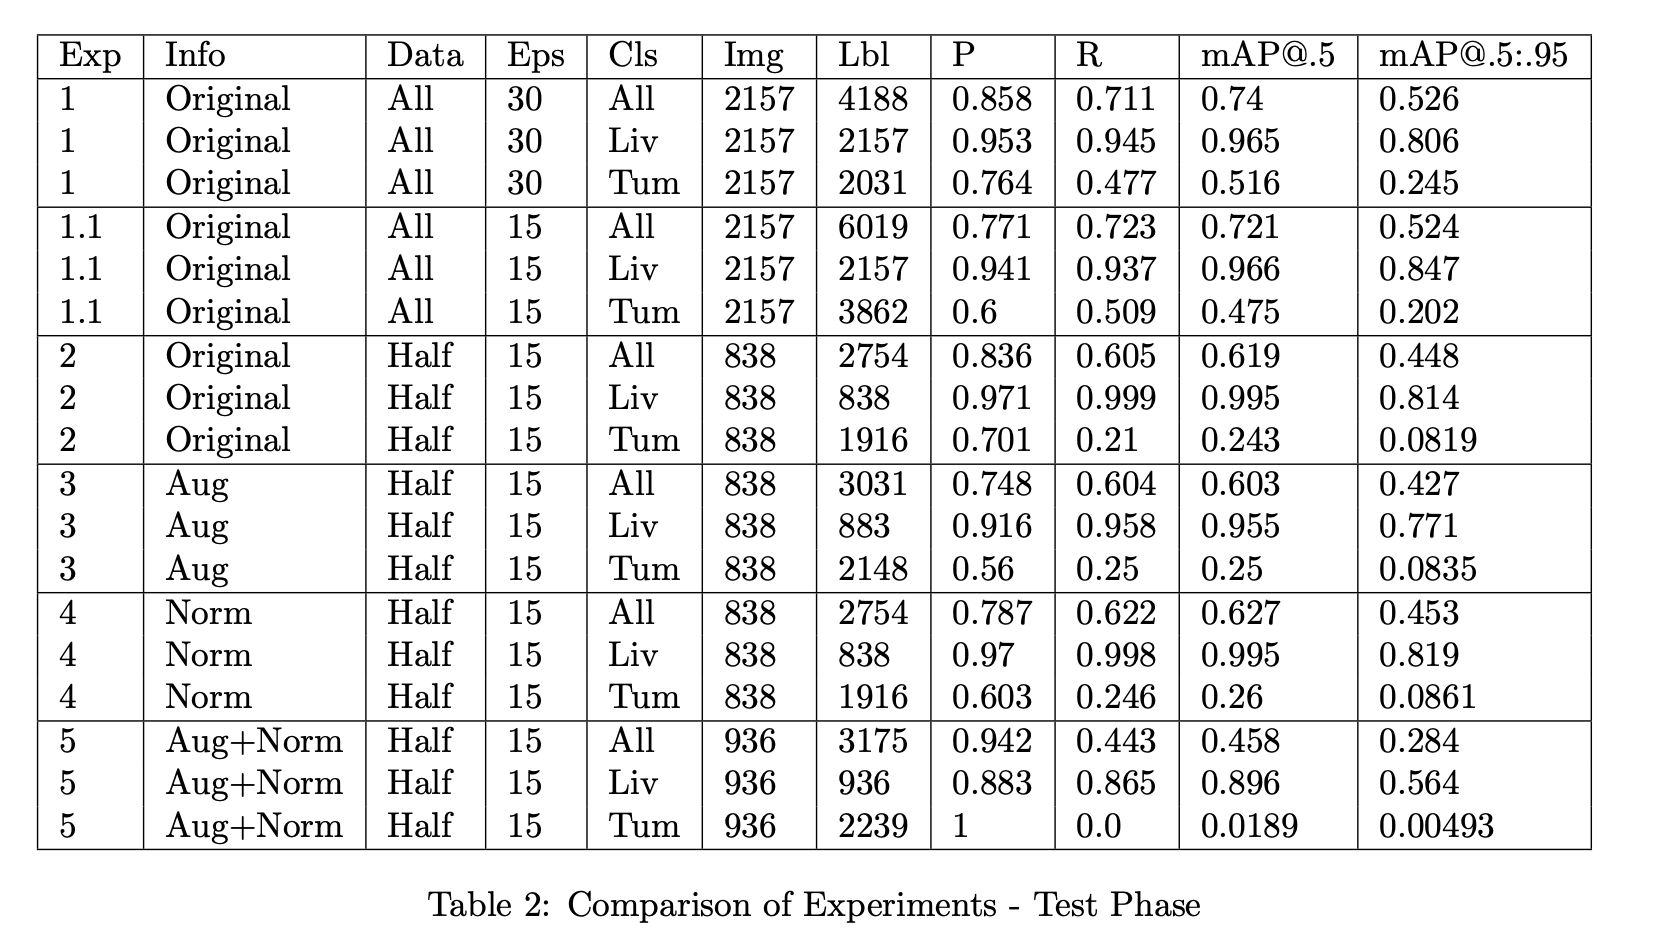 Exp Info Data Eps Cls Img Lbl P R mAP@.5 mAP@.5:.95
1 Original All 30 All 2157 4188 0.858 0.711 0.74 0.526
1 Original All 30 Liv 2157 2157 0.953 0.945 0.965 0.806
1 Original All 30 Tum 2157 2031 0.764 0.477 0.516 0.245
1.1 Original All 15 All 2157 6019 0.771 0.723 0.721 0.524
1.1 Original All 15 Liv 2157 2157 0.941 0.937 0.966 0.847
1.1 Original All 15 Tum 2157 3862 0.6 0.509 0.475 0.202
2 Original Half 15 All 838 2754 0.836 0.605 0.619 0.448
2 Original Half 15 Liv 838 838 0.971 0.999 0.995 0.814
2 Original Half 15 Tum 838 1916 0.701 0.21 0.243 0.0819
3 Aug Half 15 All 838 3031 0.748 0.604 0.603 0.427
3 Aug Half 15 Liv 838 883 0.916 0.958 0.955 0.771
3 Aug Half 15 Tum 838 2148 0.56 0.25 0.25 0.0835
4 Norm Half 15 All 838 2754 0.787 0.622 0.627 0.453
4 Norm Half 15 Liv 838 838 0.97 0.998 0.995 0.819
4 Norm Half 15 Tum 838 1916 0.603 0.246 0.26 0.0861
5 Aug+Norm Half 15 All 936 3175 0.942 0.443 0.458 0.284
5 Aug+Norm Half 15 Liv 936 936 0.883 0.865 0.896 0.564
5 Aug+Norm Half 15 Tum 936 2239 1 0.0 0.0189 0.00493
Table 2: Comparison of Experiments - Test Phase